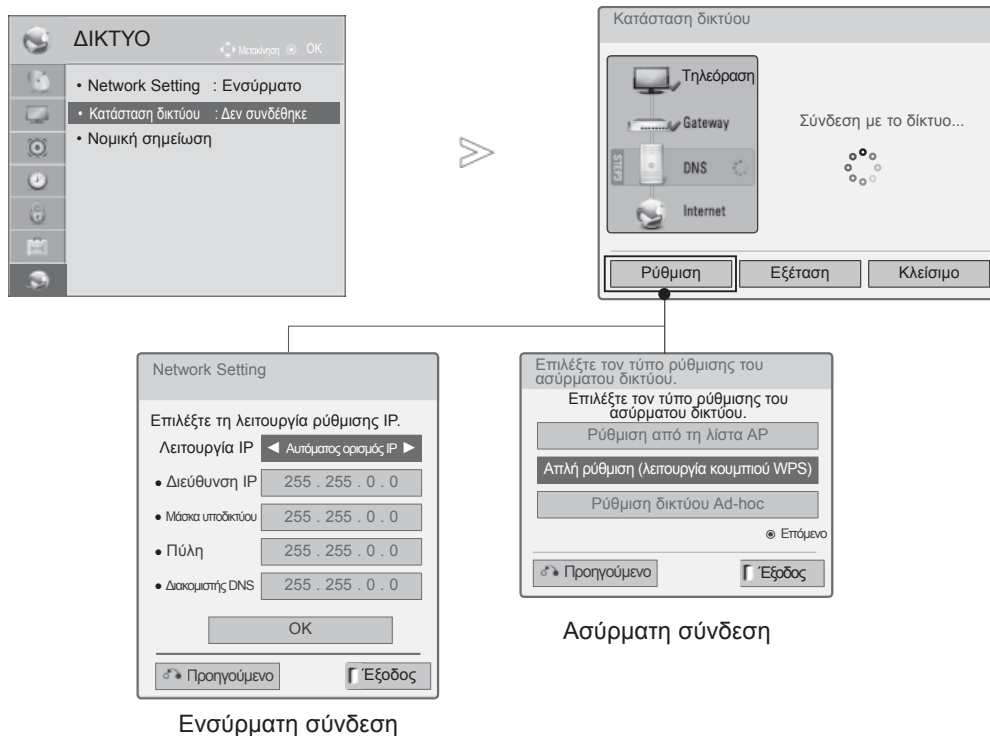 ΔΙΚΤΥΟ
Μετακίνηση OK
• Network Setting : Ενσύρματο
• Κατάσταση δικτύου : Δεν συνδέθηκε
• Νομική σημείωση
Κατάσταση δικτύου
Τηλεόραση
Gateway
STEP3
DNS
Internet
Σύνδεση με το δίκτυο...
Ρύθμιση Εξέταση Κλείσιμο
Network Setting
Επιλέξτε τη λειτουργία ρύθμισης IP.
Λειτουργία IP ◄ Αυτόματος ορισμός IP ►
• Διεύθυνση IP 255 . 255 . 0 . 0
• Μάσκα υποδικτύου 255 . 255 . 0 . 0
• Πύλη 255 . 255 . 0 . 0
• Διακομιστής DNS 255 . 255 . 0 . 0
OK
Προηγούμενο Έξοδος
Ενσύρματη σύνδεση
Επιλέξτε τον τύπο ρύθμισης του
ασύρματου δικτύου.
Επιλέξτε τον τύπο ρύθμισης του
ασύρματου δικτύου.
Ρύθμιση από τη λίστα AP
Απλή ρύθμιση (λειτουργία κουμπιού WPS)
Ρύθμιση δικτύου Ad-hoc
Επόμενο
Προηγούμενο Έξοδος
Ασύρματη σύνδεση